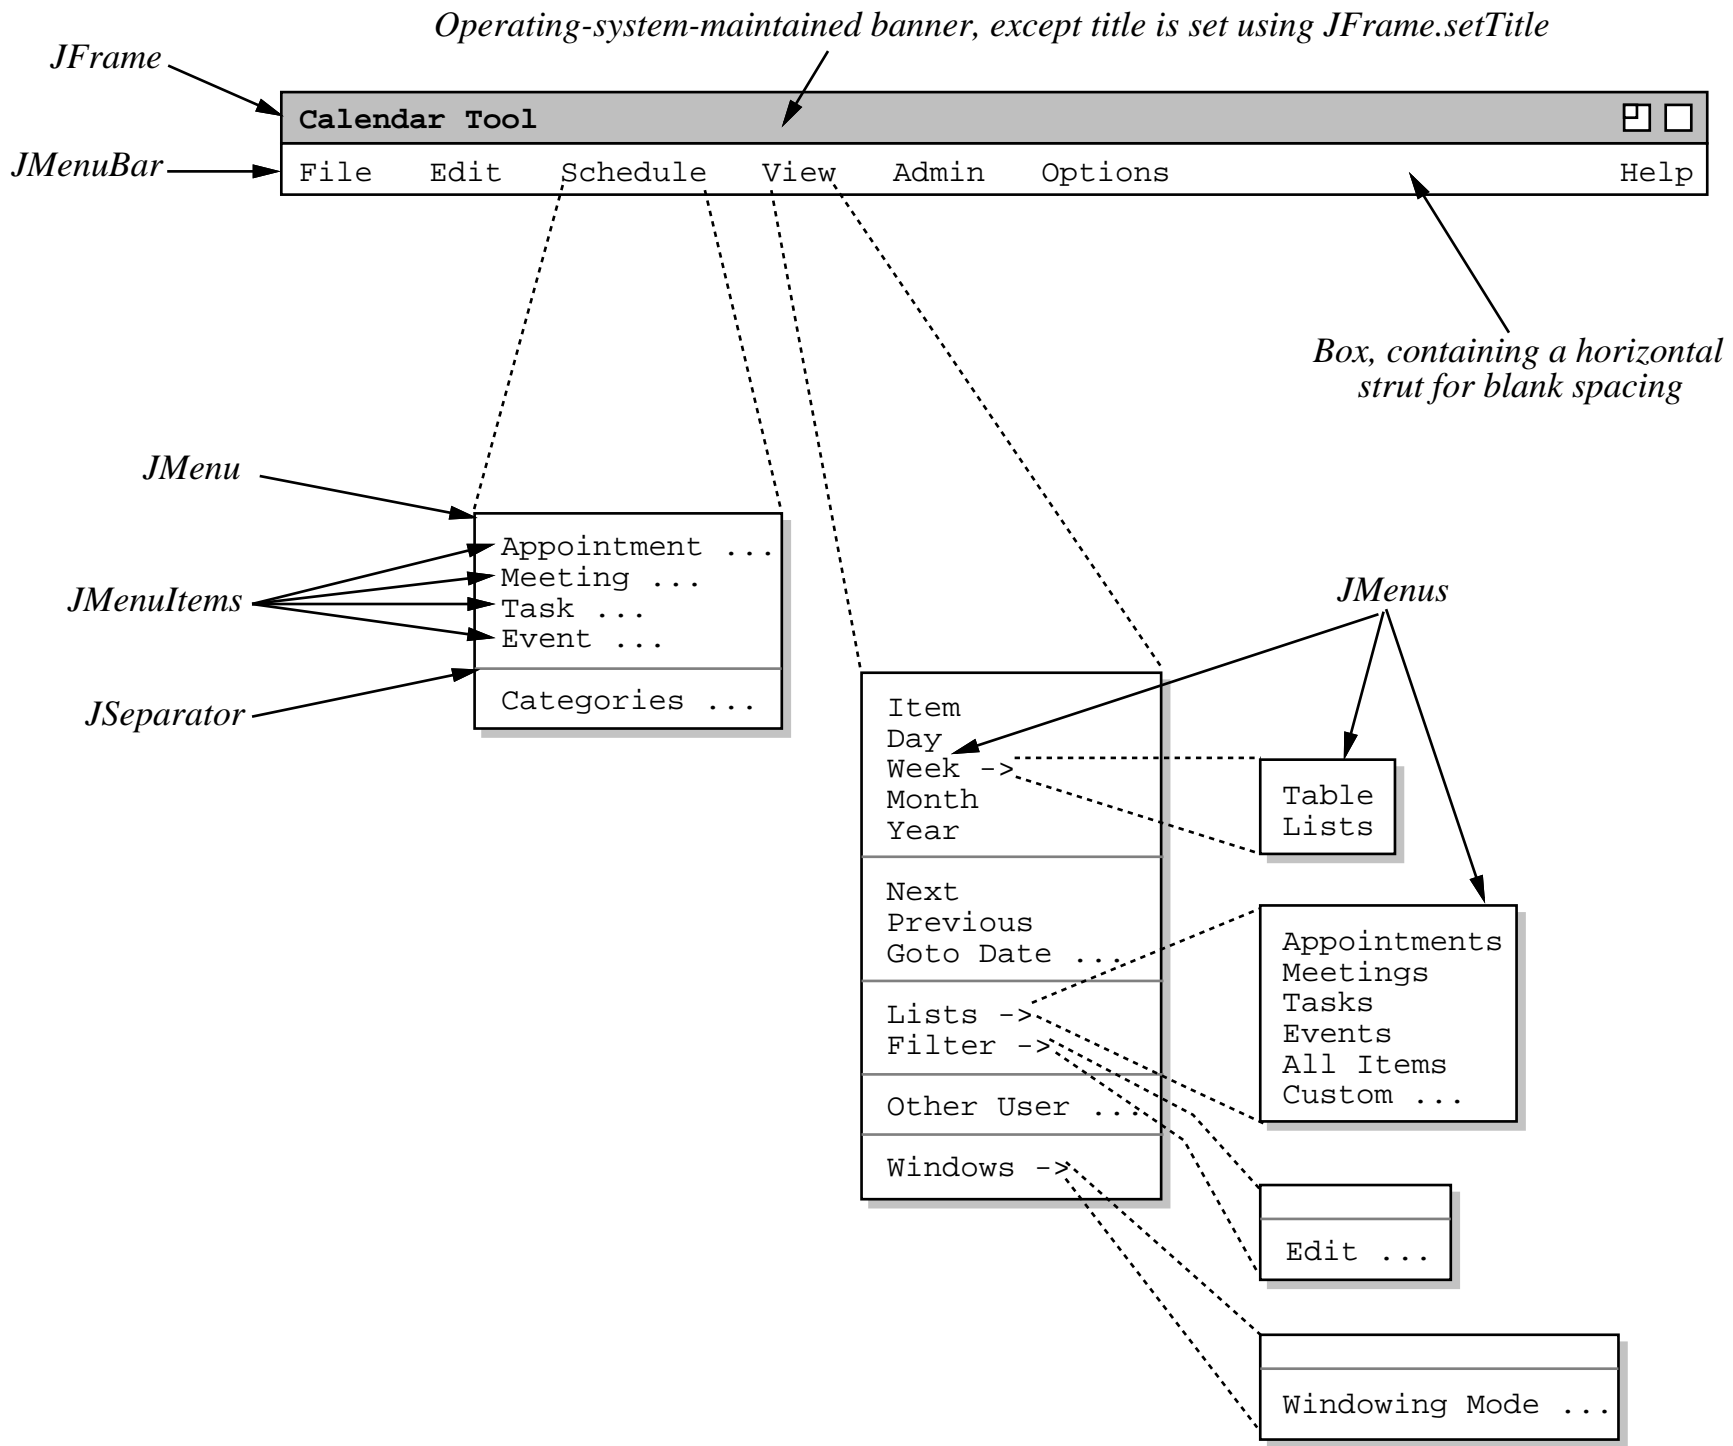 Operating-system-maintained banner, except title is set using JFrame.setTitle
JFrame
Calendar Tool
JMenuBar
File Edit Schedule View Admin Options Help
Box, containing a horizontal
strut for blank spacing
JMenu
Appointment ...
Meeting ...
JMenuItems
Task ...
Event ...
JSeparator
Categories ...
JMenus
Item
Day
Week ->
Month
Year
Next
Previous
Goto Date ...
Lists ->
Filter ->
Other User ...
Windows ->
Table
Lists
Appointments
Meetings
Tasks
Events
All Items
Custom ...
Edit ...
Windowing Mode ...